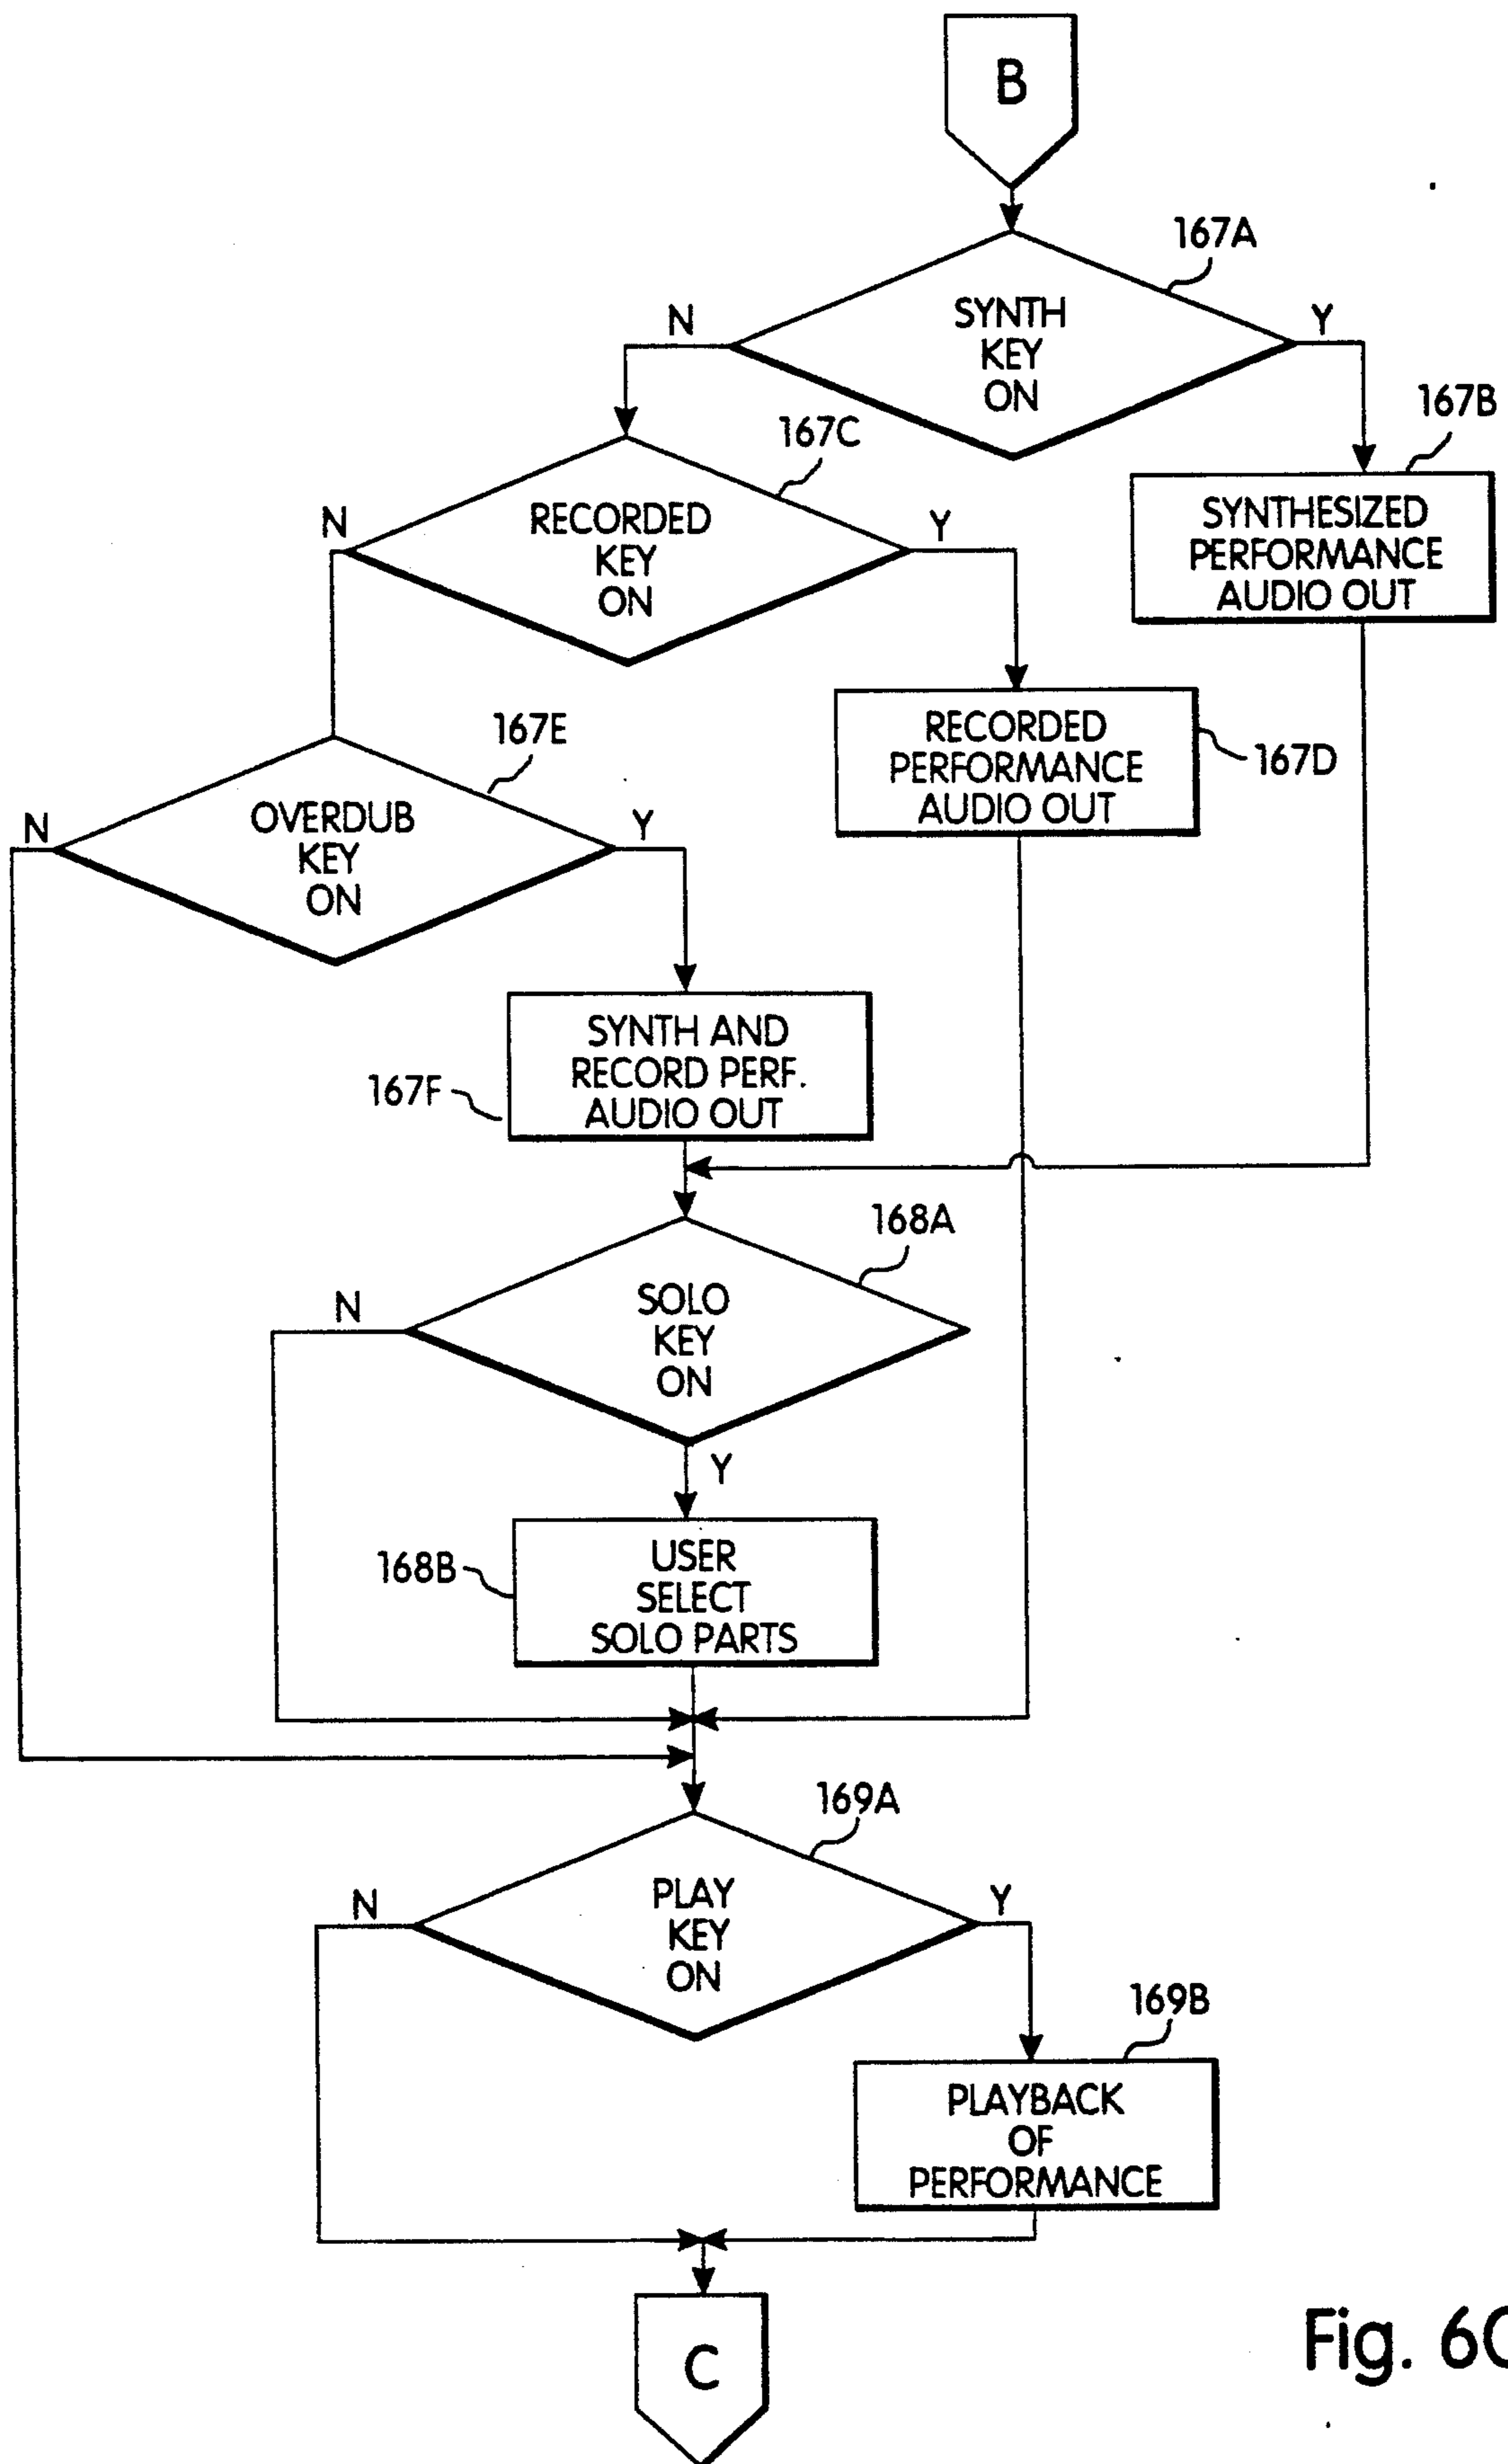 B
167A
N
SYNTH
KEY
ON
Y
167B
167C
N
RECORDED
KEY
ON
Y
SYNTHESIZED
PERFORMANCE
AUDIO OUT
167E
RECORDED
PERFORMANCE
AUDIO OUT
167D
N
OVERDUB
KEY
ON
Y
SYNTH AND
RECORD PERF.
AUDIO OUT
167F
168A
N
SOLO
KEY
ON
Y
168B
USER
SELECT
SOLO PARTS
169A
N
PLAY
KEY
ON
Y
169B
PLAYBACK
OF
PERFORMANCE
C
Fig. 6C